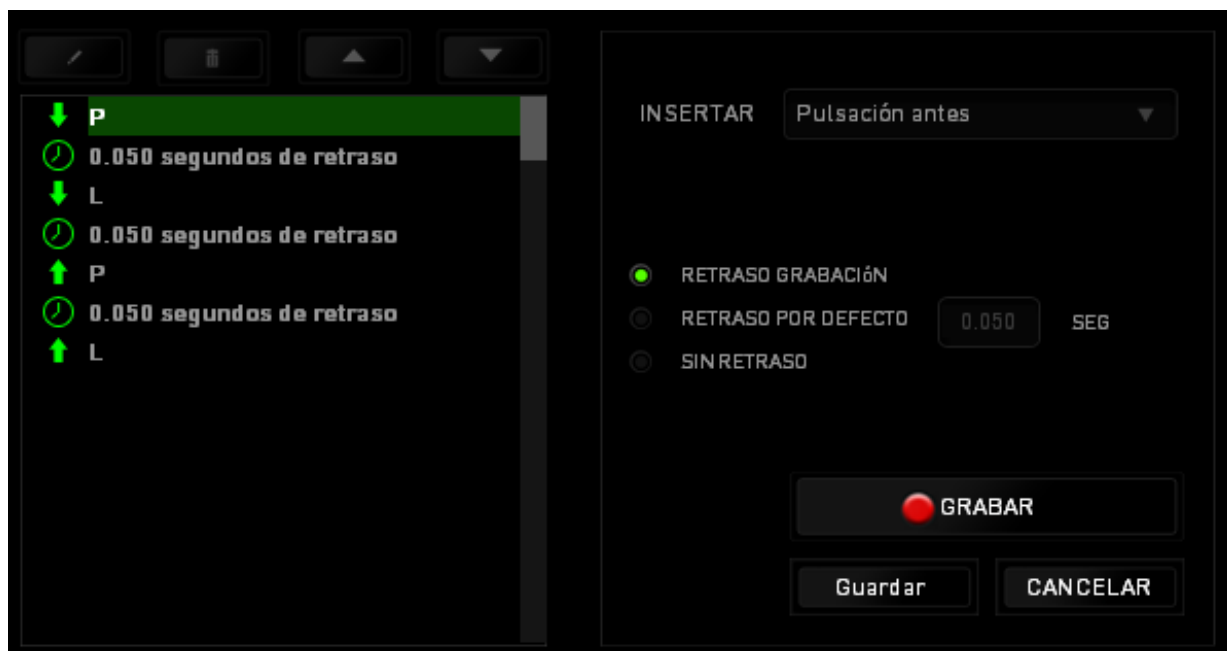 P
0.050 segundos de retraso
L
0.050 segundos de retraso
P
0.050 segundos de retraso
L
INSERTAR Pulsación antes
RETRASO GRABACIóN
RETRASO POR DEFECTO 0.050 SEG
SIN RETRASO
GRABAR
Guardar CANCELAR